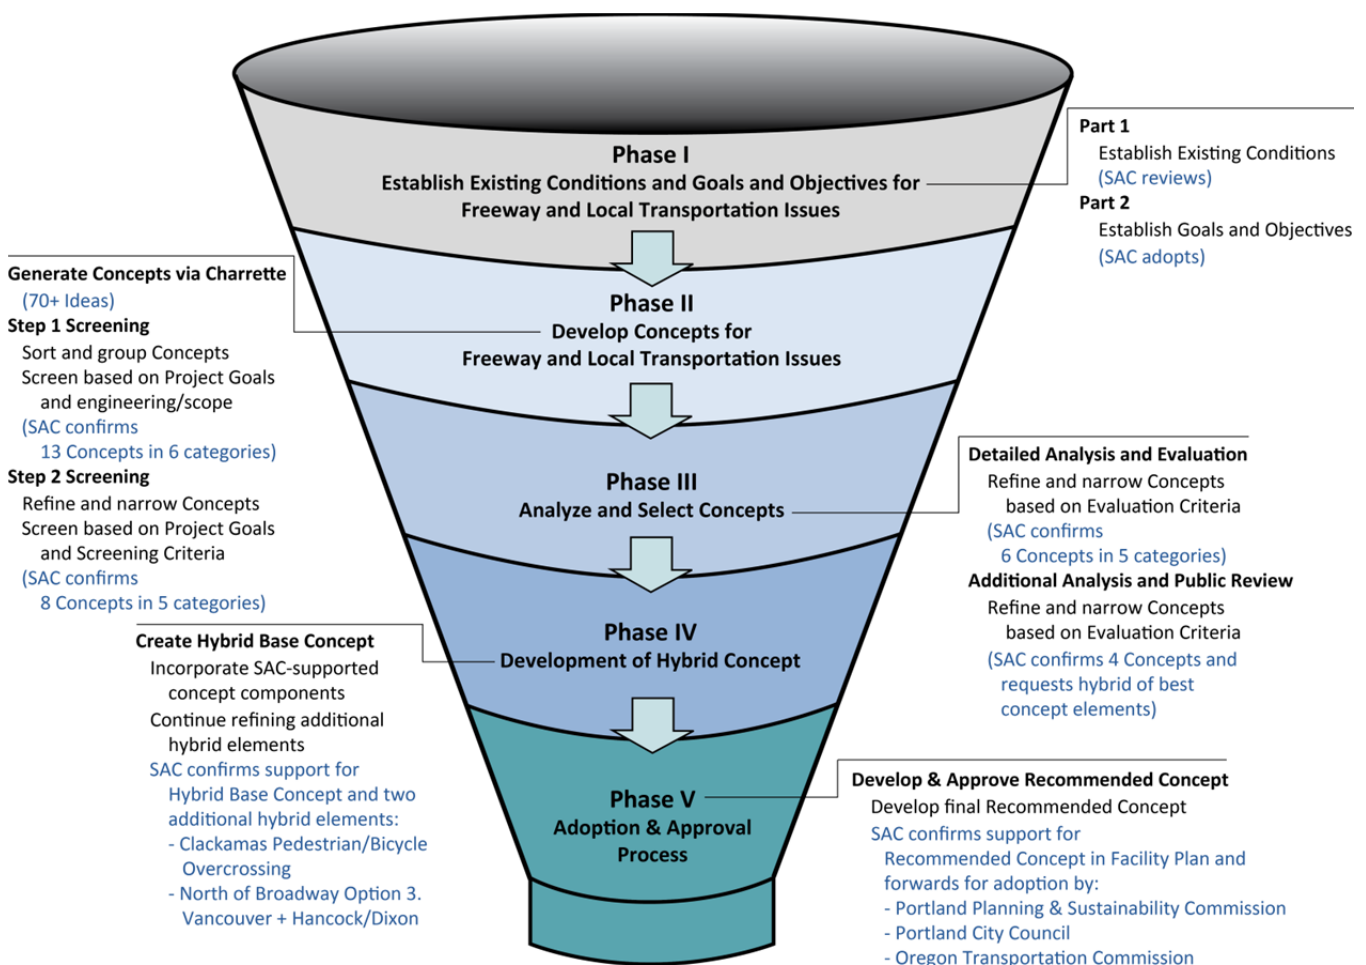 Phase I
Establish Existing Conditions and Goals and Objectives for
Freeway and Local Transportation Issues
Part 1
Establish Existing Conditions
(SAC reviews)
Part 2
Establish Goals and Objectives
(SAC adopts)
Generate Concepts via Charrette
(70+ Ideas)
Step 1 Screening
Sort and group Concepts
Screen based on Project Goals
and engineering/scope
(SAC confirms
13 Concepts in 6 categories)
Step 2 Screening
Refine and narrow Concepts
Screen based on Project Goals
and Screening Criteria
(SAC confirms
8 Concepts in 5 categories)
Phase II
Develop Concepts for
Freeway and Local Transportation Issues
Phase III
Analyze and Select Concepts
Detailed Analysis and Evaluation
Refine and narrow Concepts
based on Evaluation Criteria
(SAC confirms
6 Concepts in 5 categories)
Additional Analysis and Public Review
Refine and narrow Concepts
based on Evaluation Criteria
(SAC confirms 4 Concepts and
requests hybrid of best
concept elements)
Create Hybrid Base Concept
Incorporate SAC-supported
concept components
Continue refining additional
hybrid elements
SAC confirms support for
Hybrid Base Concept and two
additional hybrid elements:
- Clackamas Pedestrian/Bicycle
Overcrossing
- North of Broadway Option 3.
Vancouver + Hancock/Dixon
Phase IV
Development of Hybrid Concept
Phase V
Adoption & Approval
Process
Develop & Approve Recommended Concept
Develop final Recommended Concept
SAC confirms support for
Recommended Concept in Facility Plan and
forwards for adoption by:
- Portland Planning & Sustainability Commission
- Portland City Council
- Oregon Transportation Commission